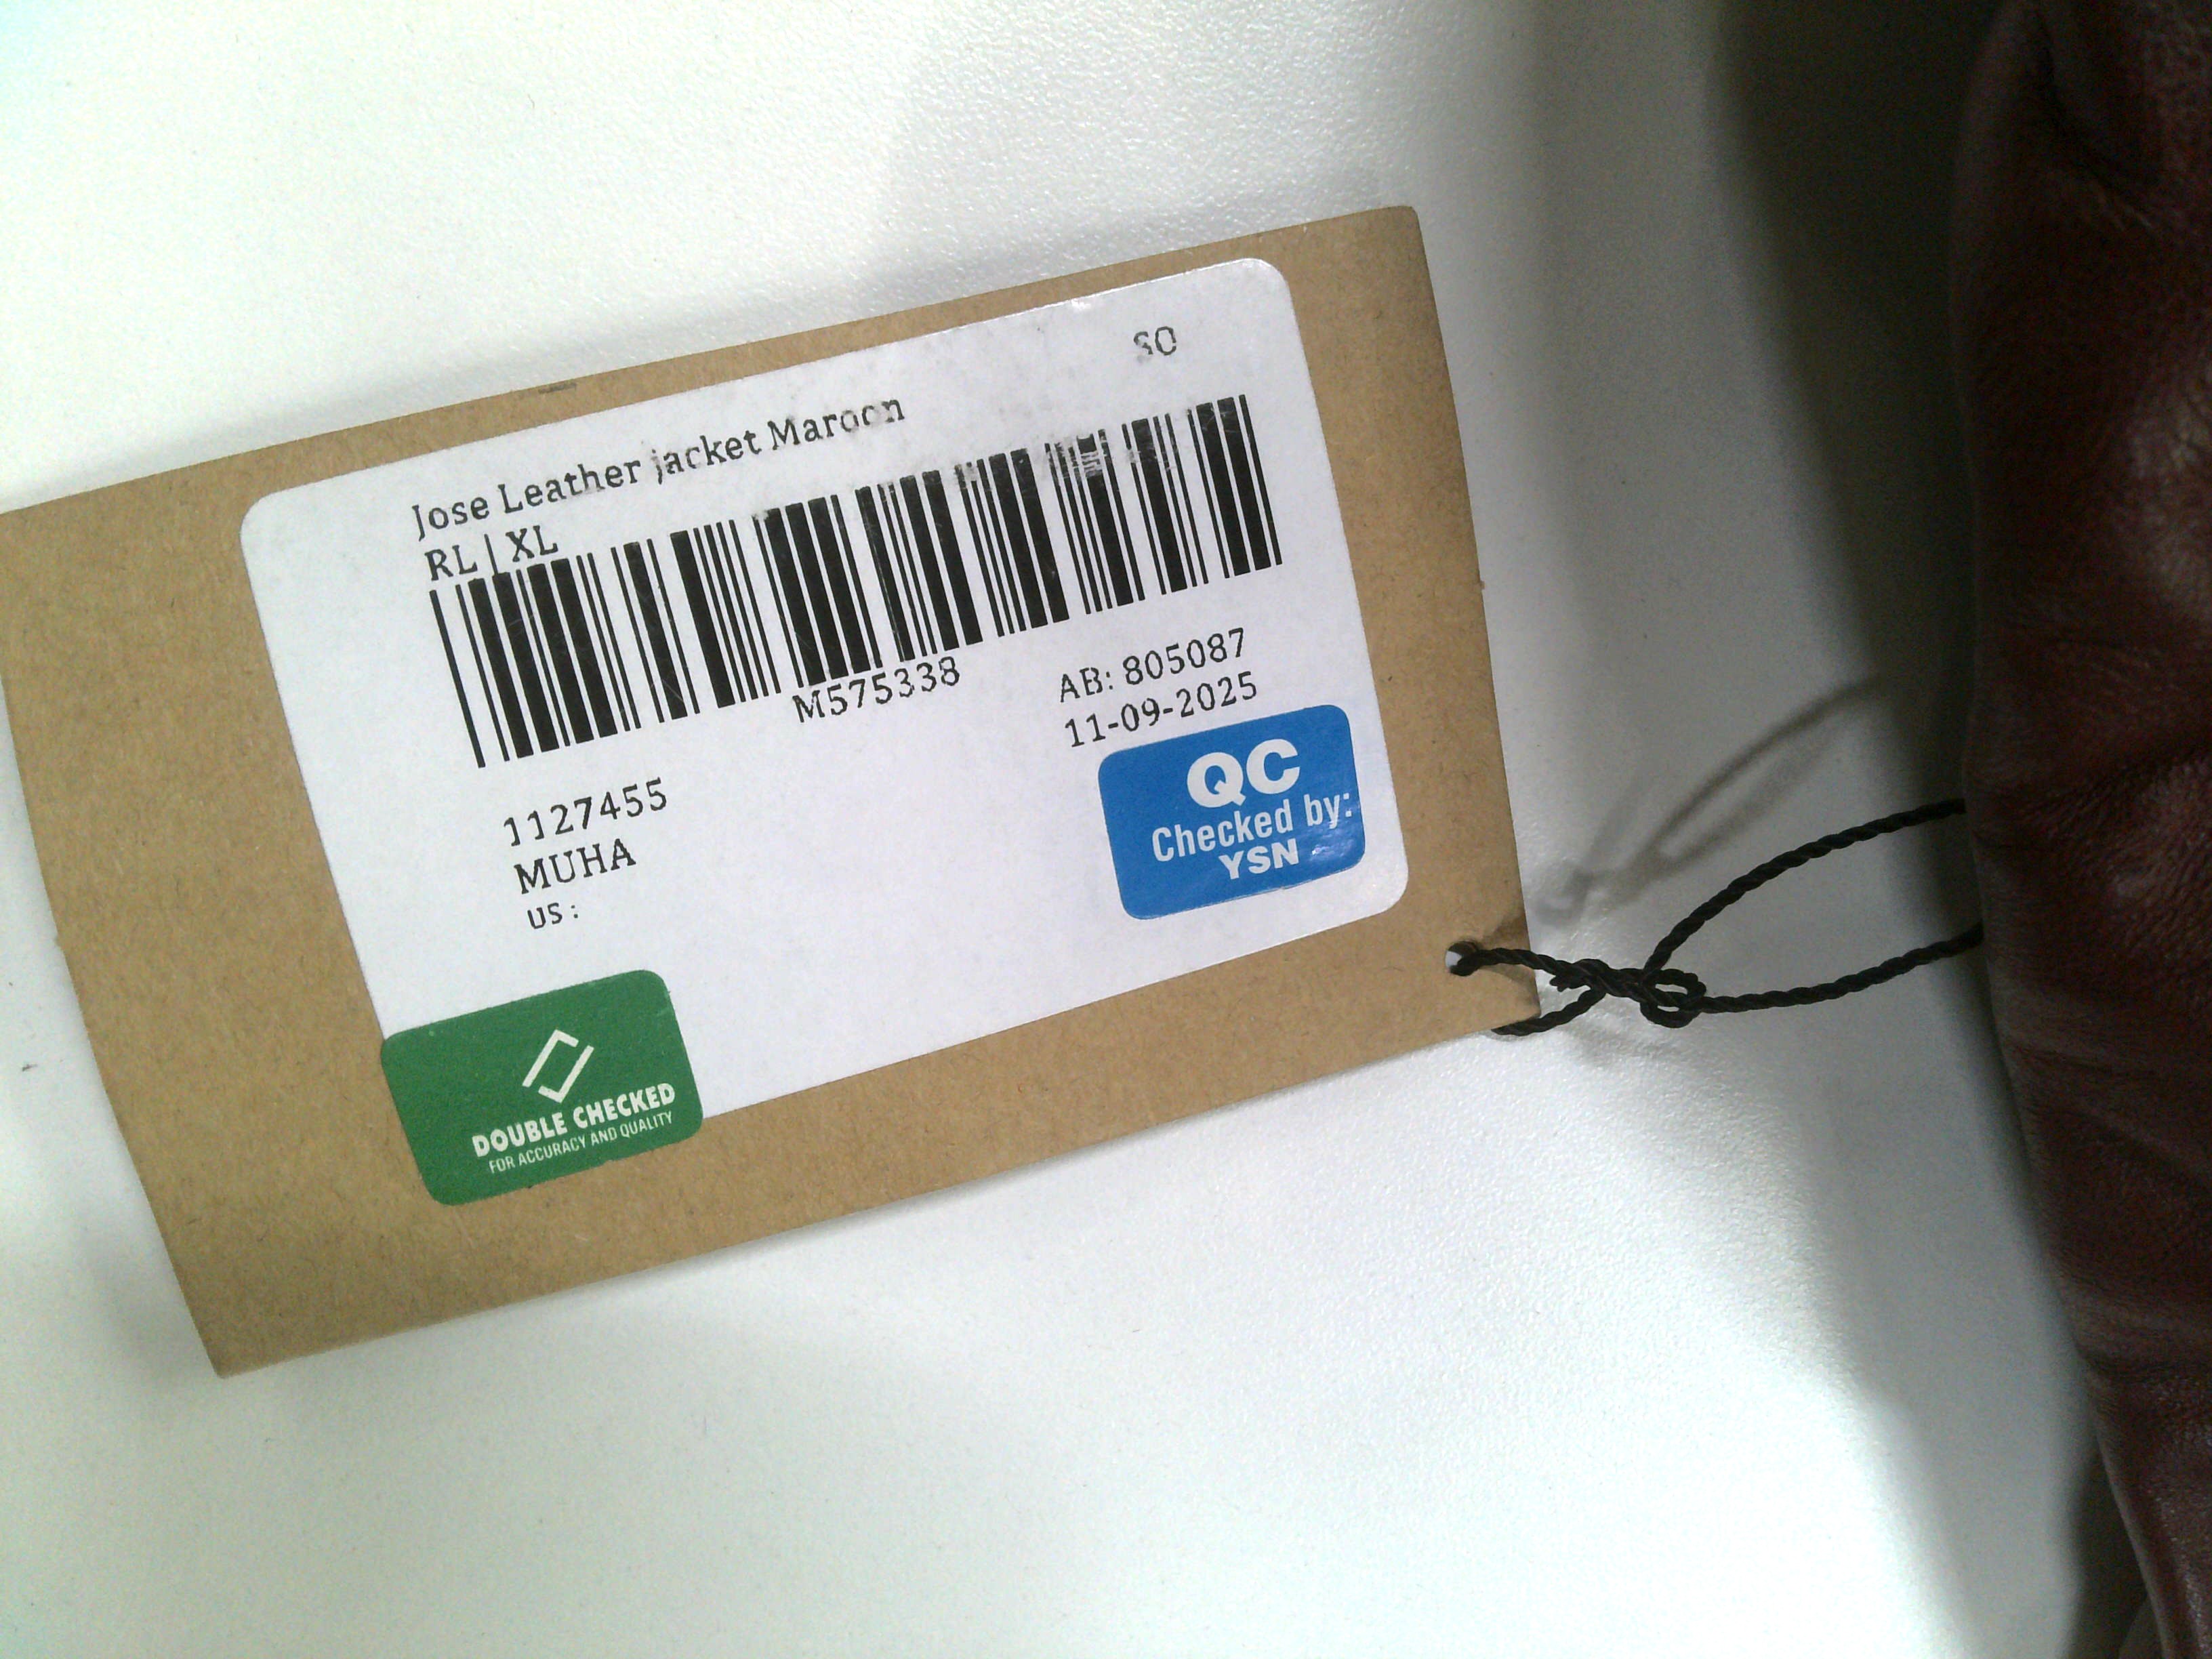 SO
Jose Leather jacket Maroon
RL | XL
M575338
AB: 805087
11-09-2025
1127455
MUHA
US :
QC
Checked by:
YSN
DOUBLE CHECKED
FOR ACCURACY AND QUALITY